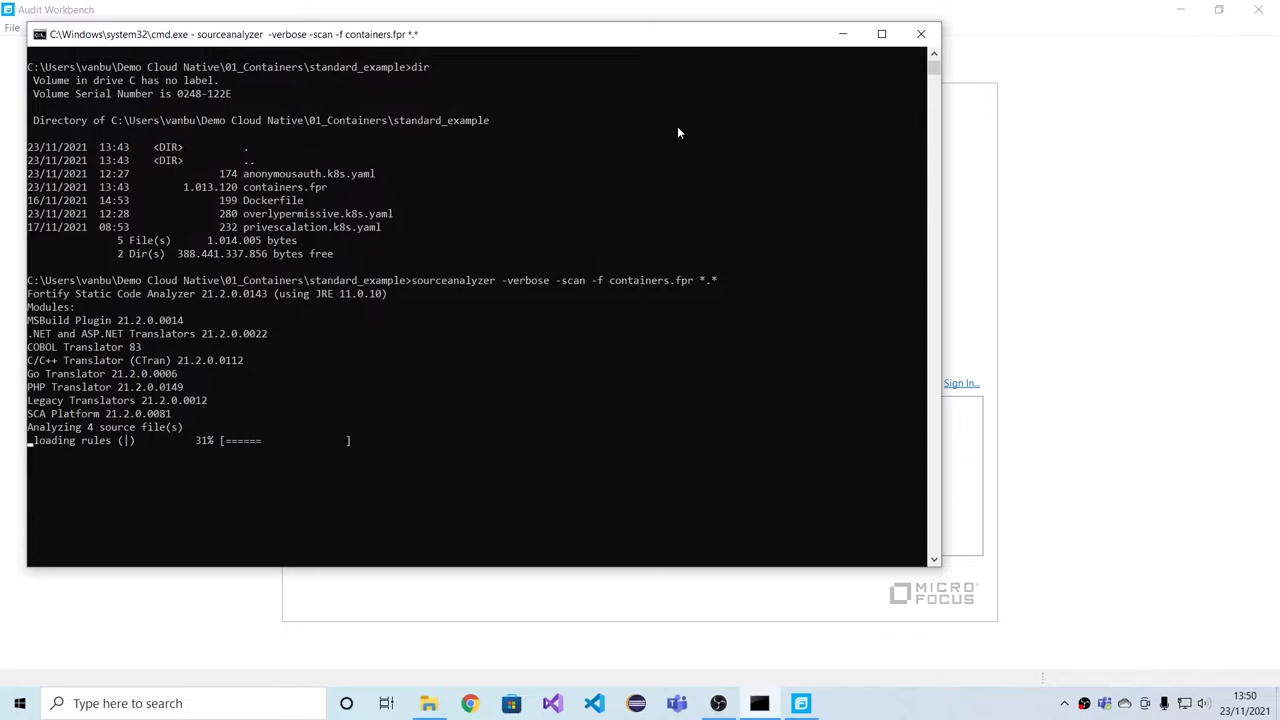 Audit Workbench
File
C:\Windows\system32\cmd.exe - sourceanalyzer -verbose -scan -f containers.fpr *.*
C:\Users\vanbu\Demo Cloud Native\01_Containers\standard_example>dir
Volume in drive C has no label.
Volume Serial Number is 0248-122E
Directory of C:\Users\vanbu\Demo Cloud Native\01_Containers\standard_example
23/11/2021 13:43 <DIR> .
23/11/2021 13:43 <DIR> ..
23/11/2021 12:27 174 anonymousauth.k8s.yaml
23/11/2021 13:43 1.013.120 containers.fpr
16/11/2021 14:53 199 Dockerfile
23/11/2021 12:28 280 overlypermissive.k8s.yaml
17/11/2021 08:53 232 privescalation.k8s.yaml
5 File(s) 1.014.005 bytes
2 Dir(s) 388.441.337.856 bytes free
C:\Users\vanbu\Demo Cloud Native\01_Containers\standard_example>sourceanalyzer -verbose -scan -f containers.fpr *.*
Fortify Static Code Analyzer 21.2.0.0143 (using JRE 11.0.10)
Modules:
MSBuild Plugin 21.2.0.0014
.NET and ASP.NET Translators 21.2.0.0022
COBOL Translator 83
C/C++ Translator (CTran) 21.2.0.0112
Go Translator 21.2.0.0006
PHP Translator 21.2.0.0149
Legacy Translators 21.2.0.0012
SCA Platform 21.2.0.0081
Analyzing 4 source file(s)
loading rules (|) 31% [====== ]
Sign In...
MICRO
FOCUS
Type here to search
13:50
23/11/2021